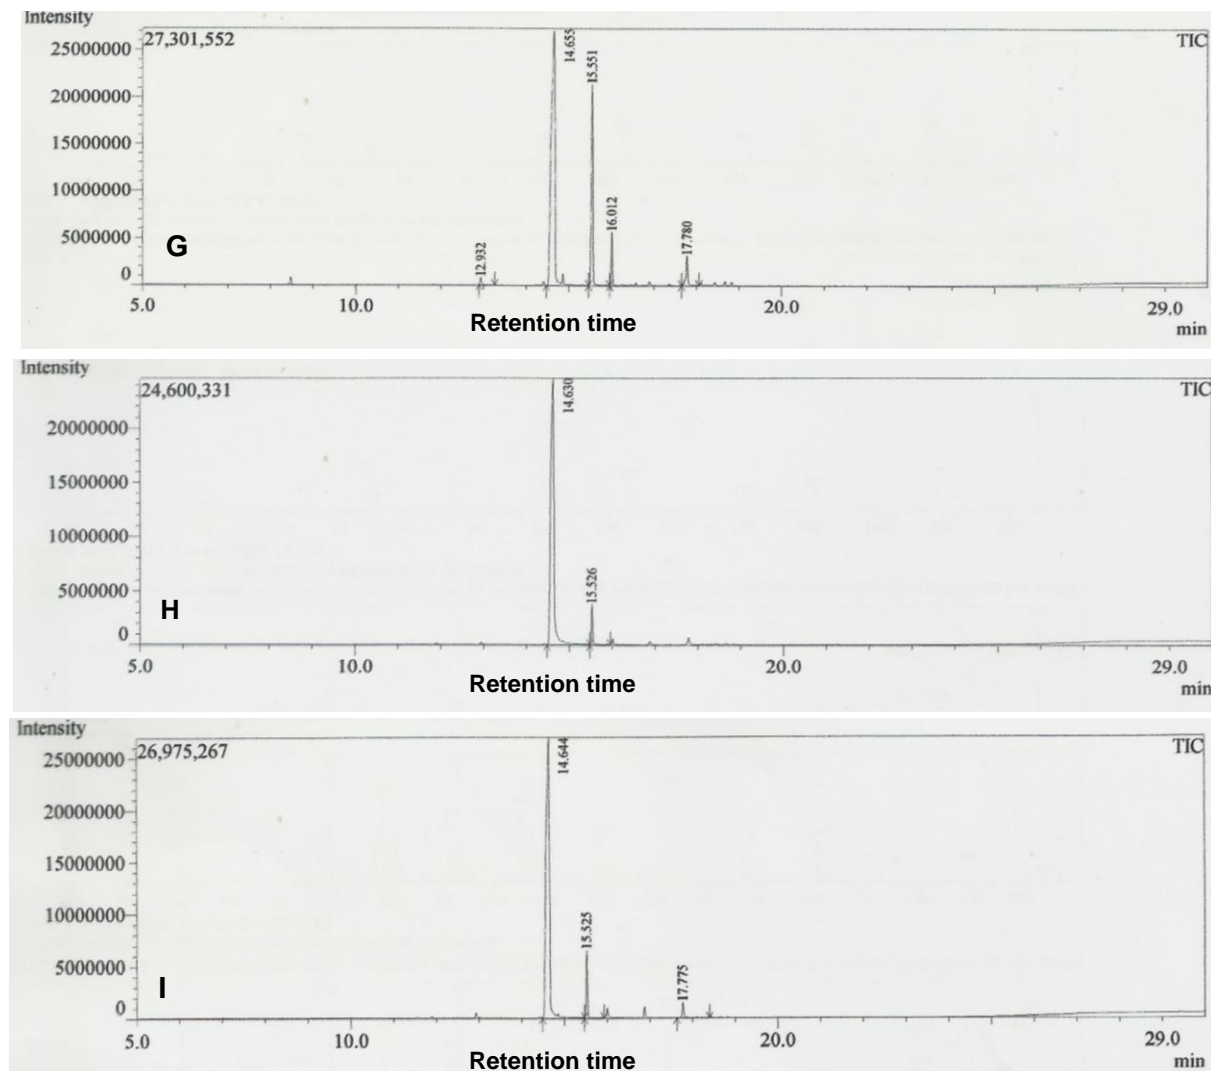 Intensity
27,301,552
TIC
14.655
15.551
25000000
20000000
15000000
10000000
16.012
5000000
G
12.932
17.780
0
5.0
10.0
20.0
29.0
Retention time
min
Intensity
24,600,331
TIC
14.630
20000000
15000000
10000000
5000000
15.526
H
0
5.0
10.0
20.0
29.0
Retention time
min
Intensity
26,975,267
TIC
14.644
25000000
20000000
15000000
10000000
15.525
5000000
I
17.775
0
5.0
10.0
20.0
29.0
Retention time
min